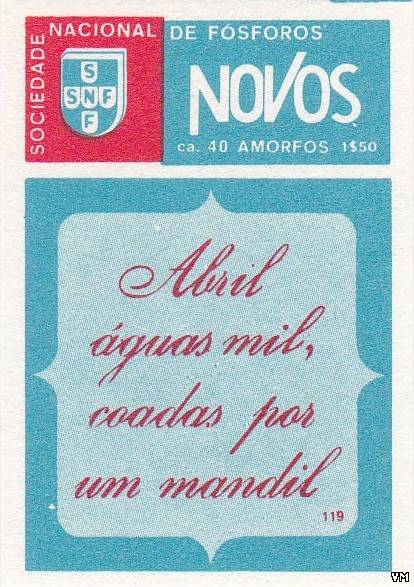 SOCIEDADE NACIONAL DE FÓSFOROS
S
SNF
F
NOVOS
ca. 40 AMORFOS 1$50
Abril
águas mil,
coadas por
um mandil
119
VM